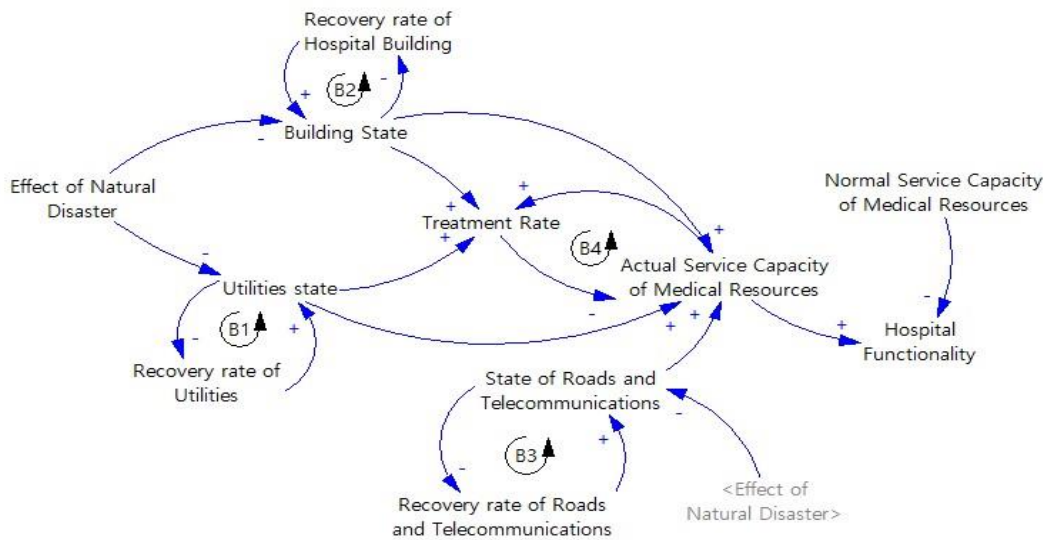 Recovery rate of
Hospital Building
B2
+
-
Building State
-
Effect of Natural
Disaster
Normal Service Capacity
of Medical Resources
+
+
Treatment Rate
+
+
B4
Actual Service Capacity
of Medical Resources
-
Utilities state
-
+
+
-
Hospital
Functionality
+
B1
+
-
Recovery rate of
Utilities
State of Roads and
Telecommunications
-
B3
+
-
Recovery rate of Roads
and Telecommunications
<Effect of
Natural Disaster>